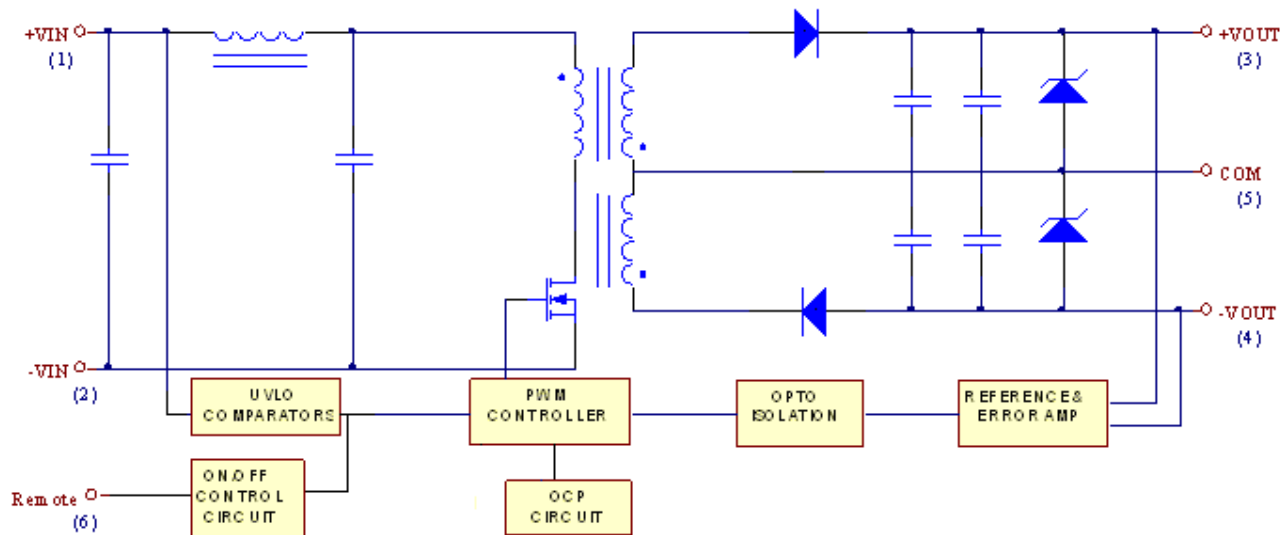 +VIN
(1)
+VOUT
(3)
COM
(5)
-VOUT
(4)
-VIN
(2)
UVLO
COMPARATORS
PWM
CONTROLLER
OPTO
ISOLATION
REFERENCE&
ERROR AMP
Remote
(6)
ON/OFF
CONTROL
CIRCUIT
OCP
CIRCUIT